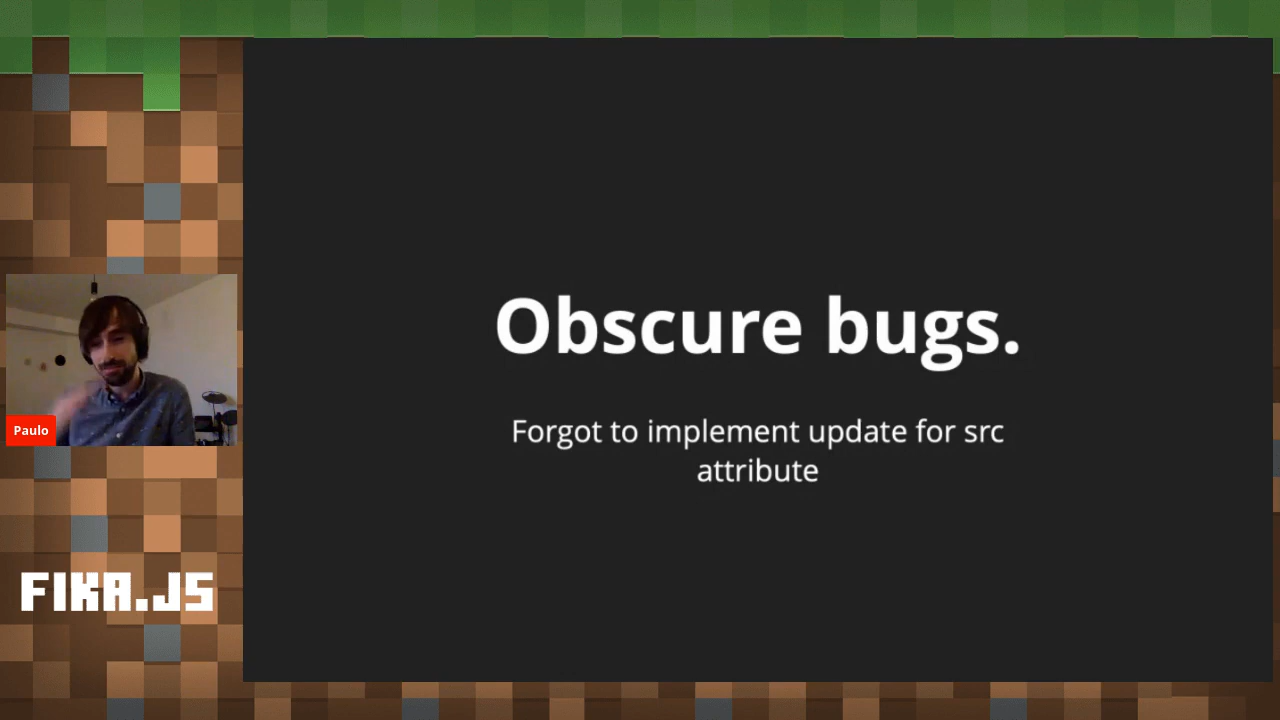 Obscure bugs.
Forgot to implement update for src
attribute
Paulo
FIKA.JS